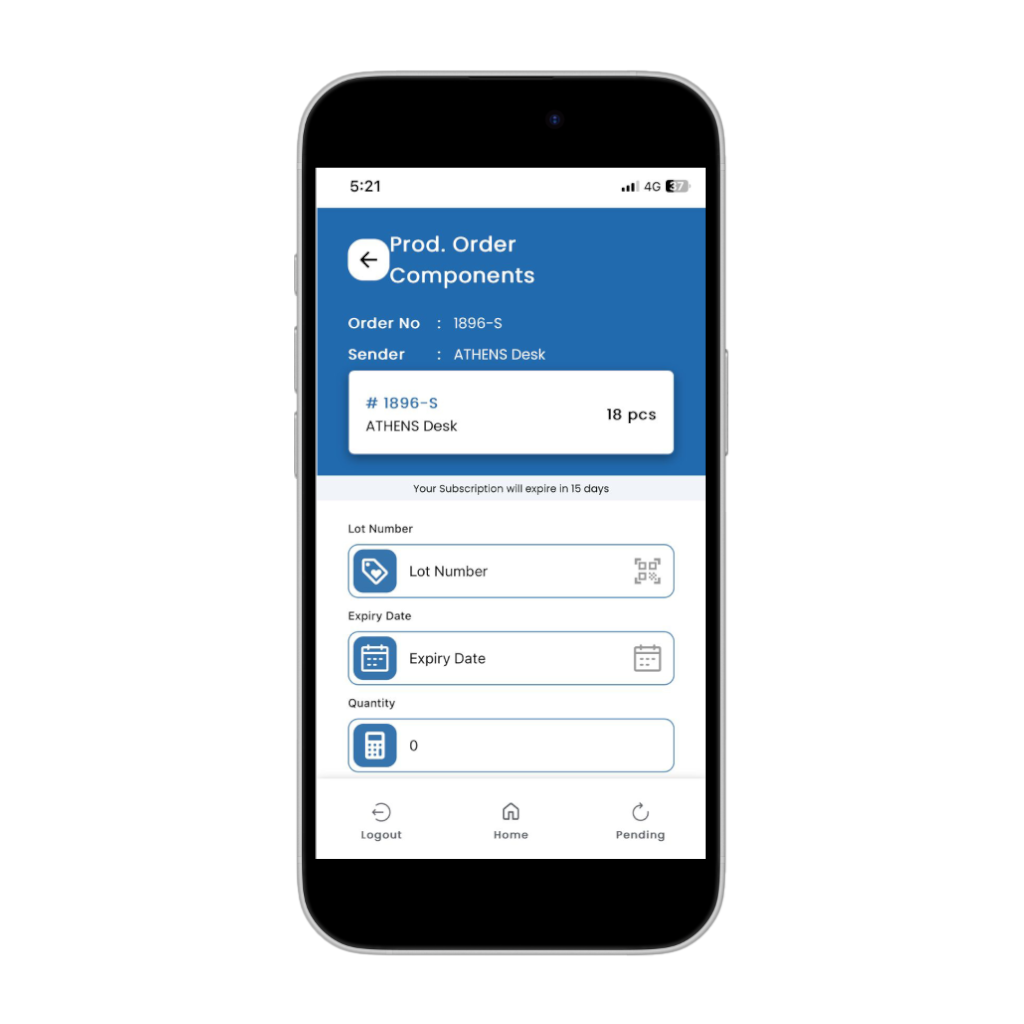 5:21 4G 37
Prod. Order
Components
Order No : 1896-S
Sender : ATHENS Desk
# 1896-S
ATHENS Desk
18 pcs
Your Subscription will expire in 15 days
Lot Number
Lot Number
Expiry Date
Expiry Date
Quantity
0
Logout Home Pending